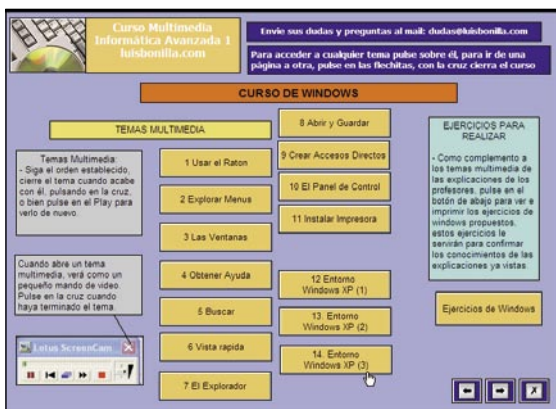 Curso Multimedia
Informática Avanzada 1
luisbonilla.com
Envie sus dudas y preguntas al mail: dudas@luisbonilla.com
Para acceder a cualquier tema pulse sobre él, para ir de una
página a otra, pulse en las flechitas, con la cruz cierra el curso
CURSO DE WINDOWS
TEMAS MULTIMEDIA
Temas Multimedia:
- Siga el orden establecido,
cierre el tema cuando acabe
con él, pulsando en la cruz,
o bien pulse en el Play para
verlo de nuevo.
Cuando abre un tema
multimedia, verá como un
pequeño mando de video.
Pulse en la cruz cuando
haya terminado el tema.
Lotus ScreenCam
1 Usar el Raton
2 Explorar Menus
3 Las Ventanas
4 Obtener Ayuda
5 Buscar
6 Vista rapida
7 El Explorador
8 Abrir y Guardar
9 Crear Accesos Directos
10 El Panel de Control
11 Instalar Impresora
12 Entorno
Windows XP (1)
13. Entorno
Windows XP (2)
14. Entorno
Windows XP (3)
EJERCICIOS PARA
REALIZAR
- Como complemento a
los temas multimedia de
las explicaciones de los
profesores, pulse en el
botón de abajo para ver e
imprimir los ejercicios de
windows propuestos,
estos ejercicios le
servirán para confirmar
los conocimientos de las
explicaciones ya vistas.
Ejercicios de Windows